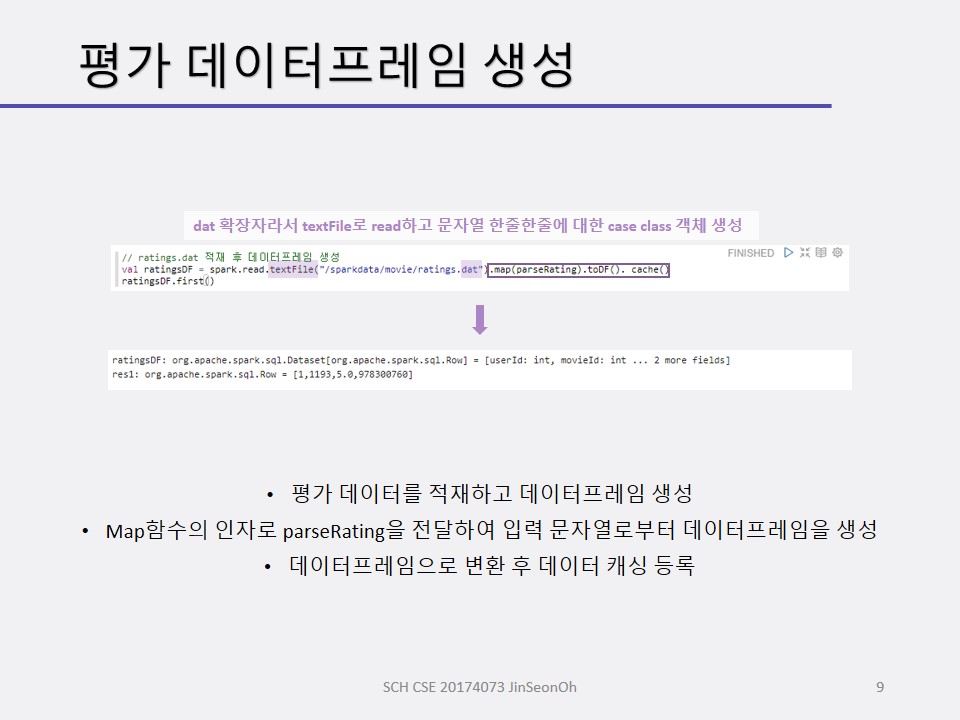 평가 데이터프레임 생성
dat 확장자라서 textFile로 read하고 문자열 한줄한줄에 대한 case class 객체 생성
FINISHED
// ratings.dat 적재 후 데이터프레임 생성
val ratingsDF = spark.read.textFile("/sparkdata/movie/ratings.dat").map(parseRating).toDF(). cache()
ratingsDF.first()
ratingsDF: org.apache.spark.sql.Dataset[org.apache.spark.sql.Row] = [userId: int, movieId: int ... 2 more fields]
res1: org.apache.spark.sql.Row = [1,1193,5.0,978300760]
• 평가 데이터를 적재하고 데이터프레임 생성
• Map함수의 인자로 parseRating을 전달하여 입력 문자열로부터 데이터프레임을 생성
• 데이터프레임으로 변환 후 데이터 캐싱 등록
SCH CSE 20174073 JinSeonOh
9